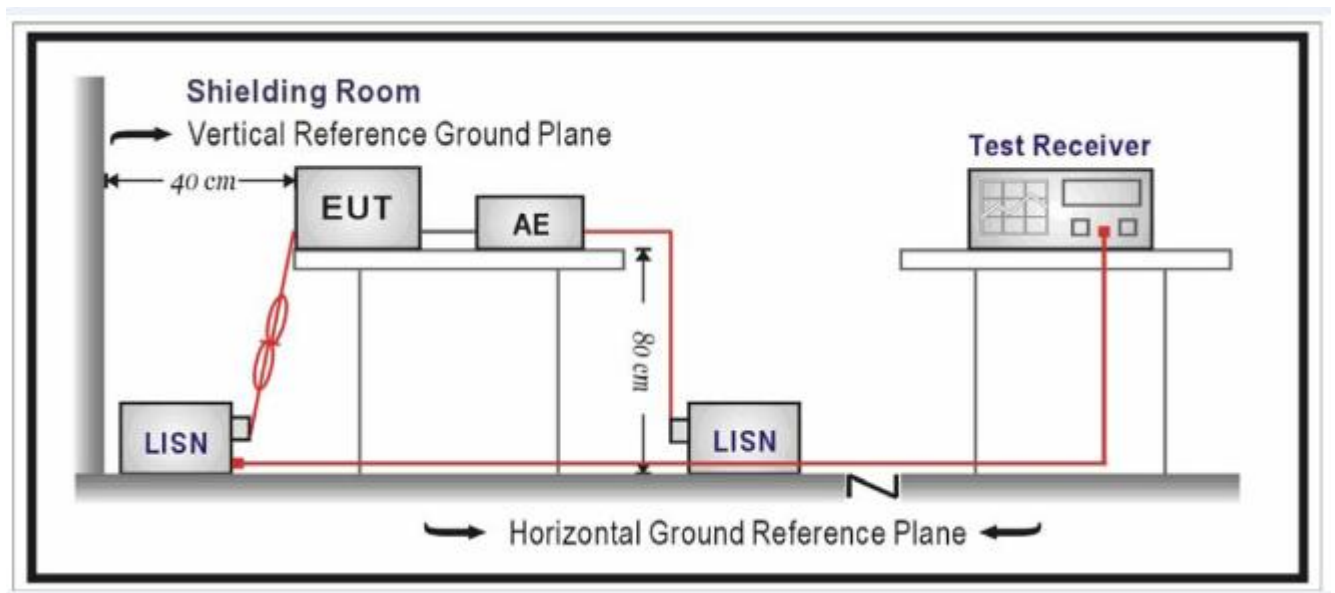 Shielding Room
Vertical Reference Ground Plane
Test Receiver
40 cm
EUT
AE
80 cm
LISN
LISN
Horizontal Ground Reference Plane